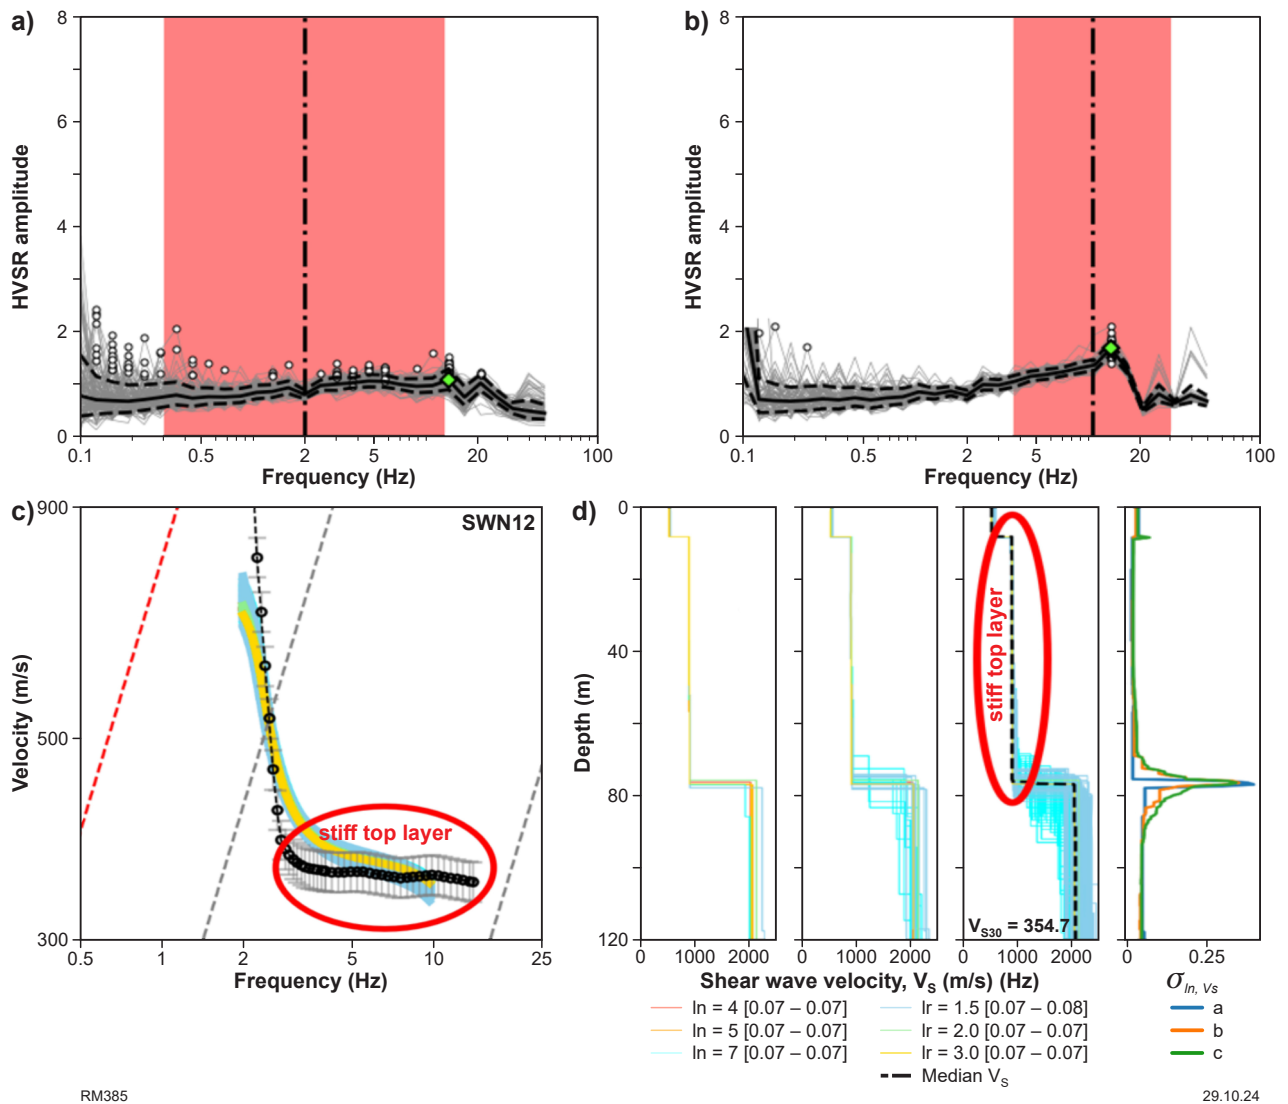 a)
8
6
4
2
0
HVSR amplitude
0.1 0.5 2 5 20 100
Frequency (Hz)
b)
8
6
4
2
0
HVSR amplitude
0.1 0.5 2 5 20 100
Frequency (Hz)
c)
SWN12
900
500
300
Velocity (m/s)
stiff top layer
0.5 1 2 5 10 25
Frequency (Hz)
d)
0
40
80
120
Depth (m)
stiff top layer
V_S30 = 354.7
0 1000 2000 0 1000 2000 0 1000 2000 0 0.25
Shear wave velocity, V_S (m/s) (Hz)
σ_ln, Vs
ln = 4 [0.07 – 0.07]
ln = 5 [0.07 – 0.07]
ln = 7 [0.07 – 0.07]
lr = 1.5 [0.07 – 0.08]
lr = 2.0 [0.07 – 0.07]
lr = 3.0 [0.07 – 0.07]
Median V_S
a
b
c
RM385
29.10.24